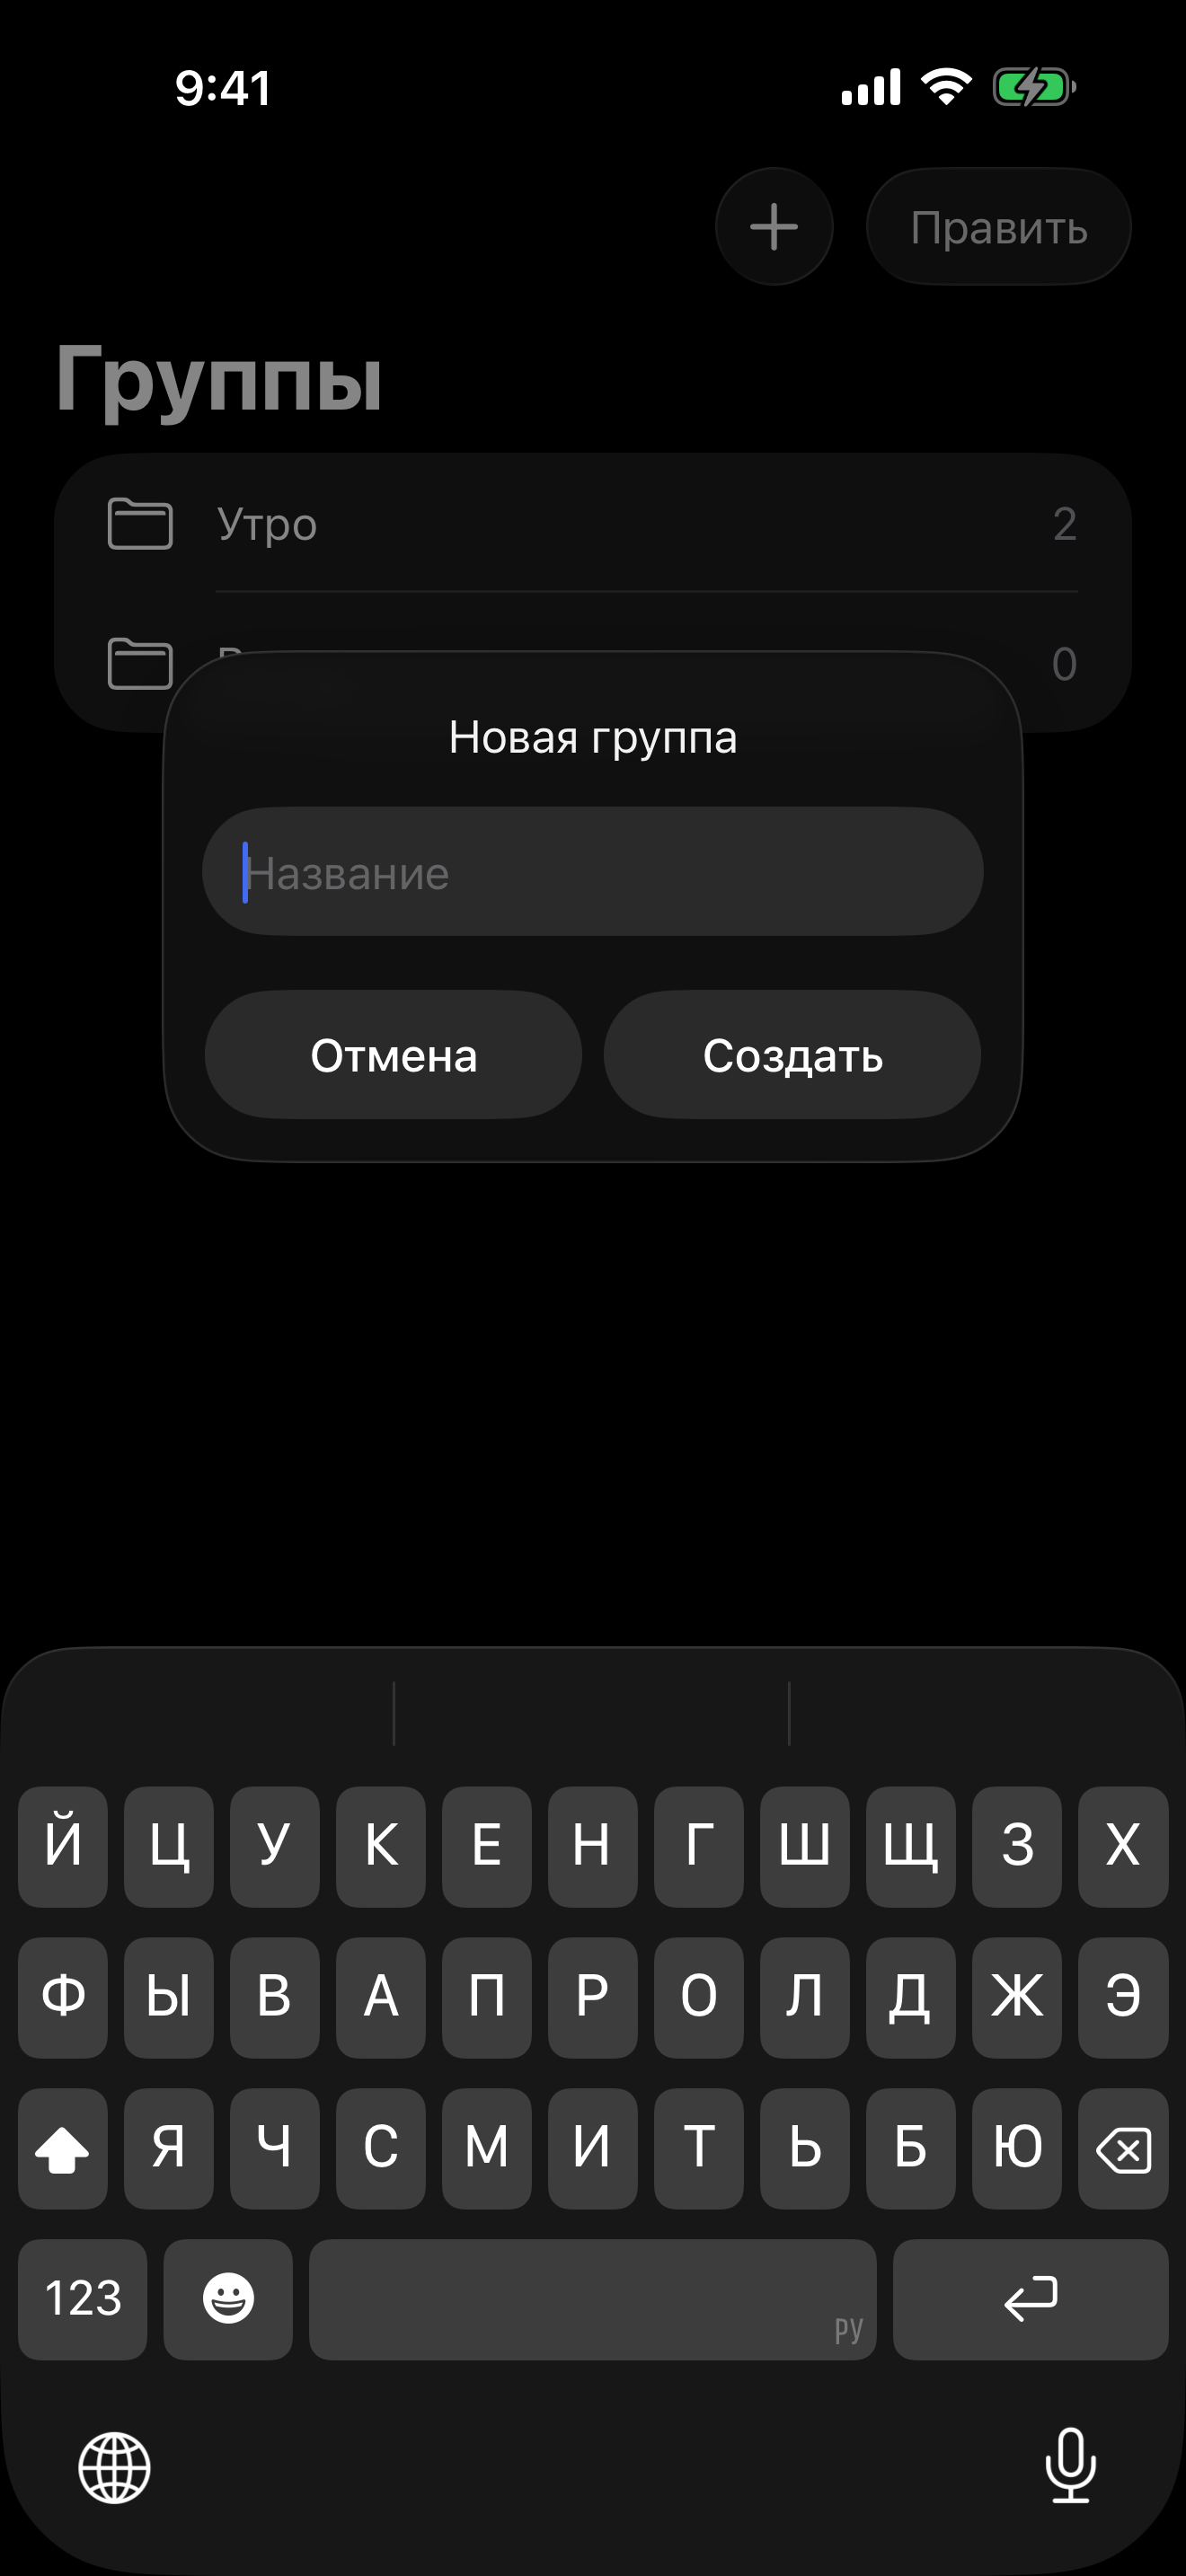 9:41
Править
Группы
Утро 2
0
Новая группа
Название
Отмена Создать
Й Ц У К Е Н Г Ш Щ З Х
Ф Ы В А П Р О Л Д Ж Э
Я Ч С М И Т Ь Б Ю
123
РУ